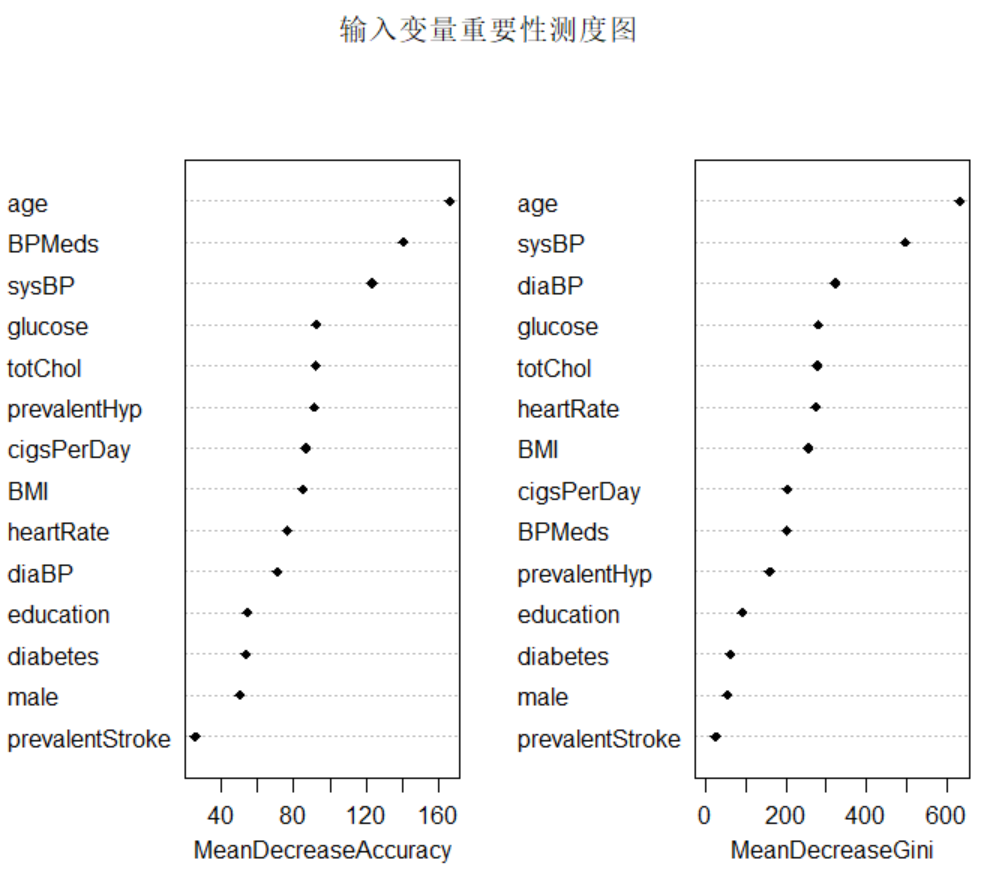 输入变量重要性测度图
age
BPMeds
sysBP
glucose
totChol
prevalentHyp
cigsPerDay
BMI
heartRate
diaBP
education
diabetes
male
prevalentStroke
40 80 120 160
MeanDecreaseAccuracy
age
sysBP
diaBP
glucose
totChol
heartRate
BMI
cigsPerDay
BPMeds
prevalentHyp
education
diabetes
male
prevalentStroke
0 200 400 600
MeanDecreaseGini